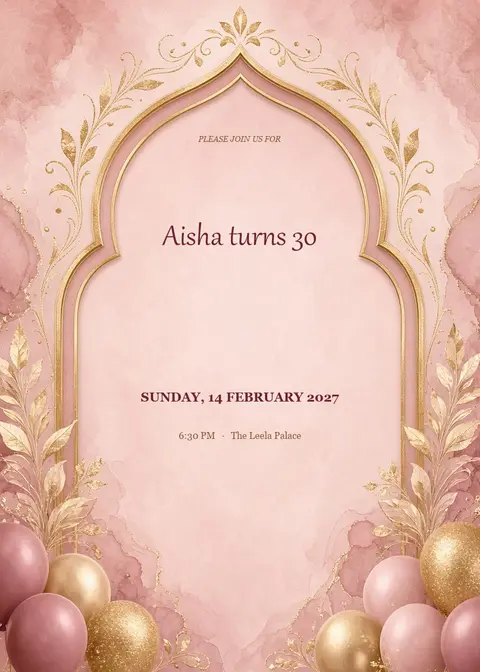 PLEASE JOIN US FOR
Aisha turns 30
SUNDAY, 14 FEBRUARY 2027
6:30 PM · The Leela Palace